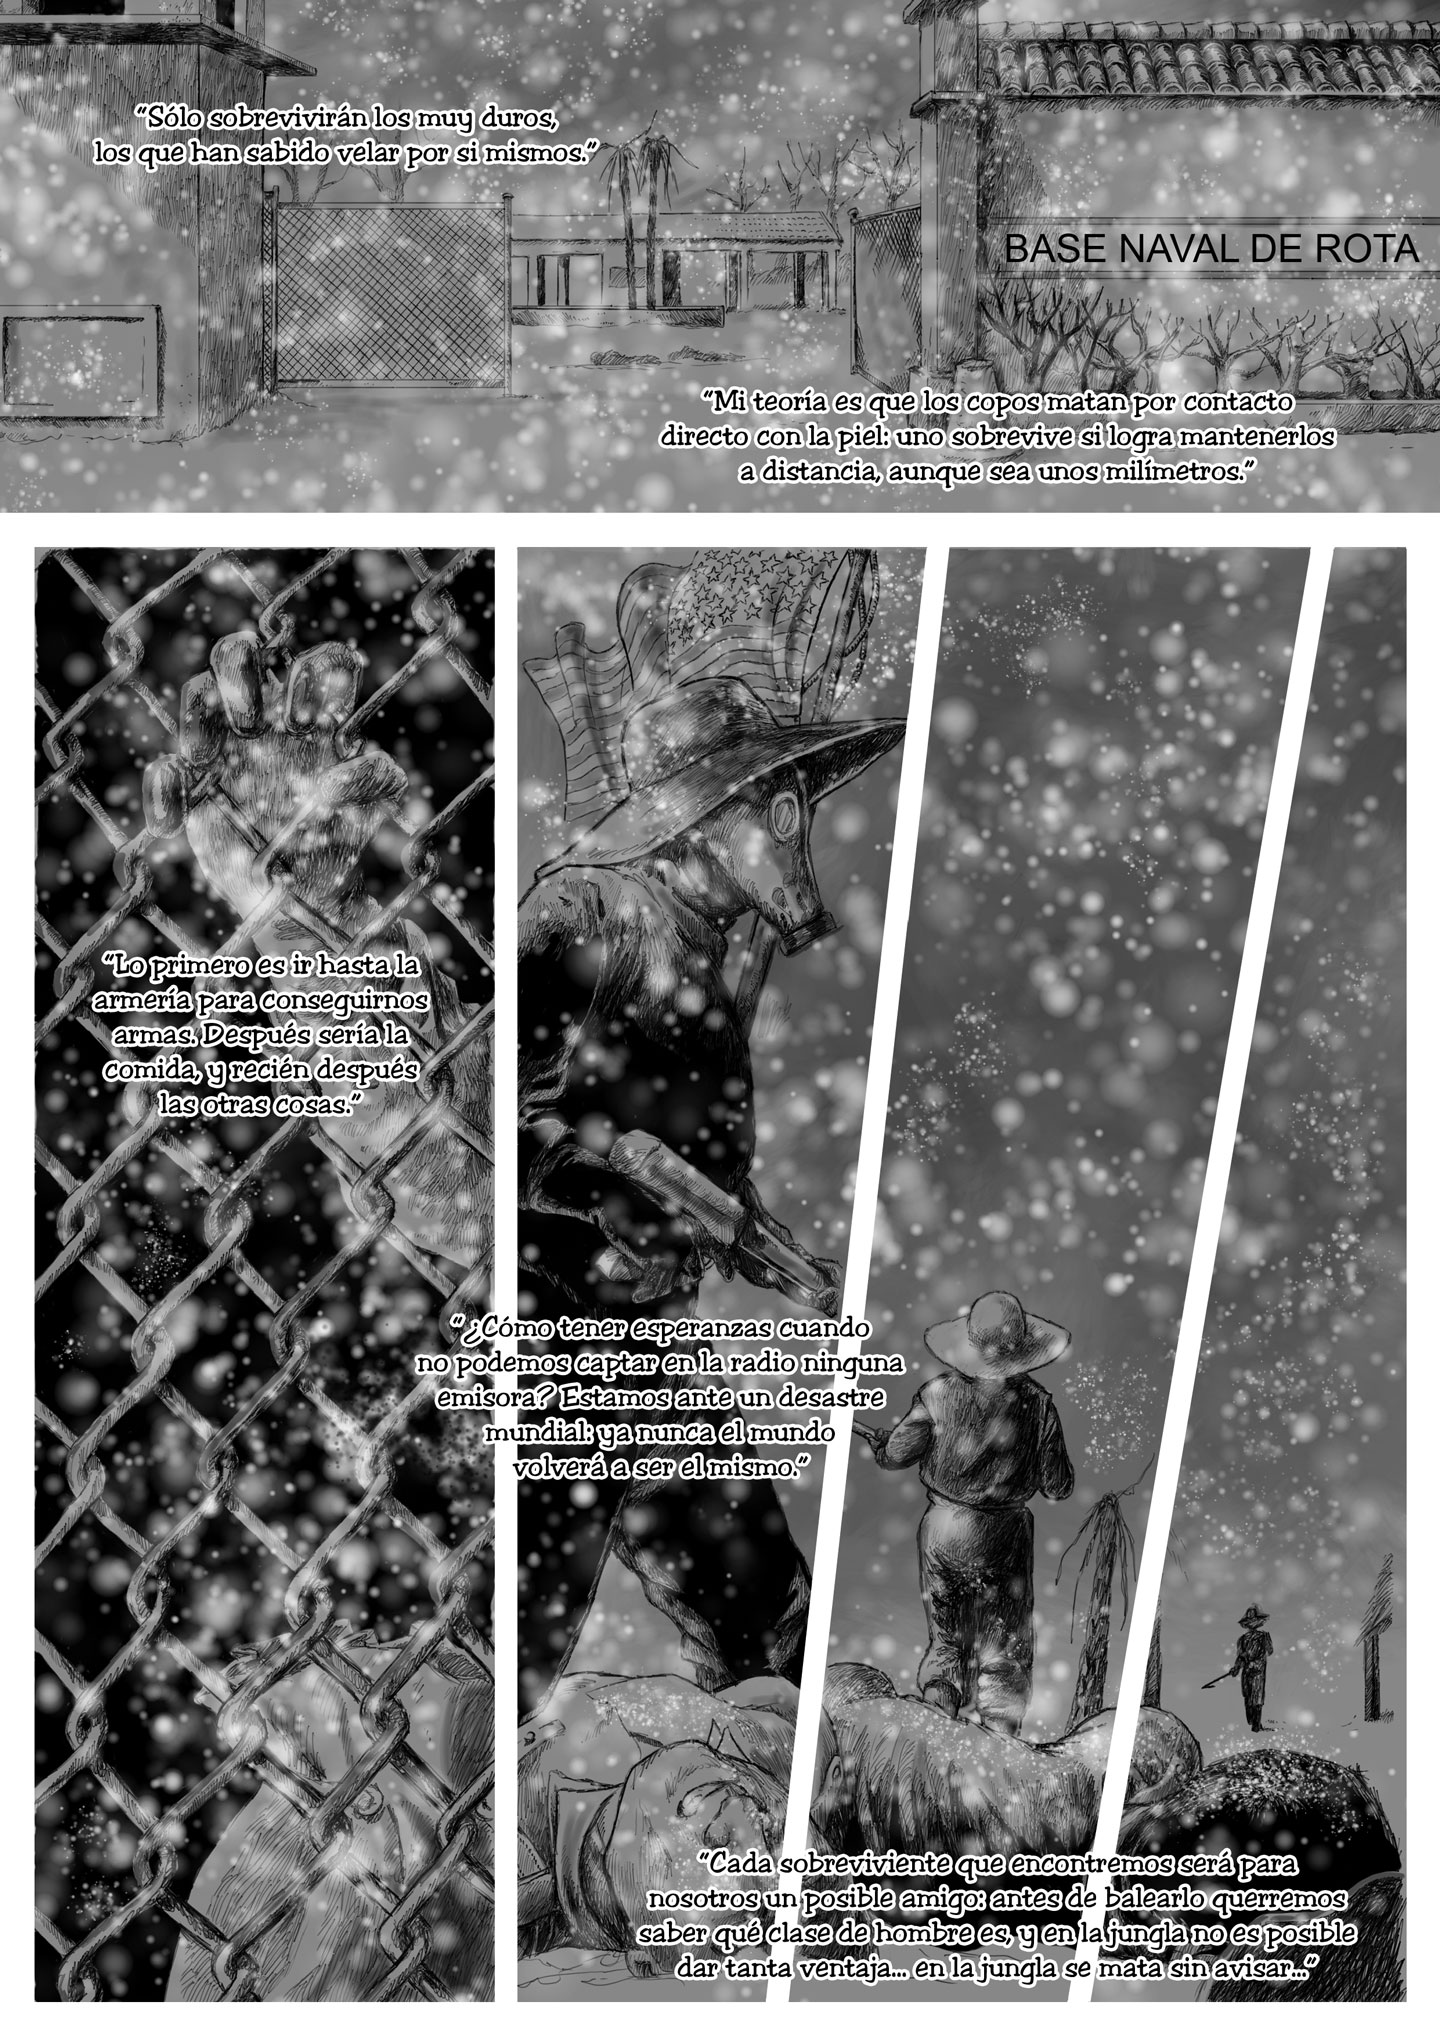 “Sólo sobrevivirán los muy duros,
los que han sabido velar por si mismos.”
BASE NAVAL DE ROTA
“Mi teoría es que los copos matan por contacto
directo con la piel: uno sobrevive si logra mantenerlos
a distancia, aunque sea unos milímetros.”
“Lo primero es ir hasta la
armería para conseguirnos
armas. Después sería la
comida, y recién después
las otras cosas.”
“¿Cómo tener esperanzas cuando
no podemos captar en la radio ninguna
emisora? Estamos ante un desastre
mundial: ya nunca el mundo
volverá a ser el mismo.”
“Cada sobreviviente que encontremos será para
nosotros un posible amigo: antes de balearlo querremos
saber qué clase de hombre es, y en la jungla no es posible
dar tanta ventaja... en la jungla se mata sin avisar...”